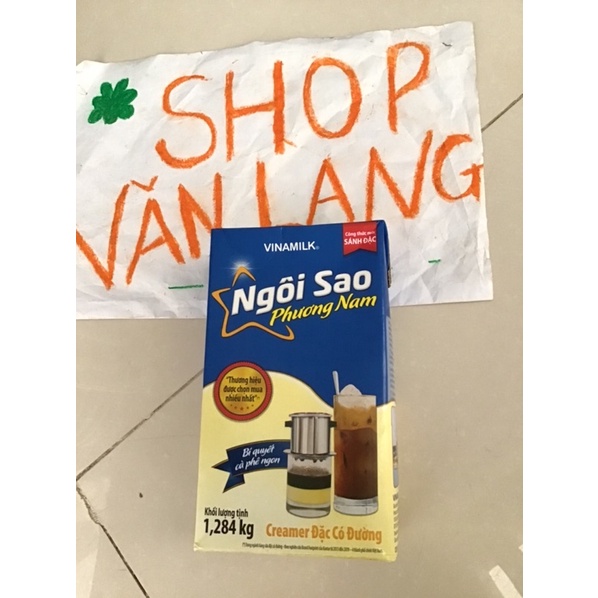 SHOP
VĂN LANG
VINAMILK®
Công thức mới
SÁNH ĐẶC
Ngôi Sao
Phương Nam
"Thương hiệu
được chọn mua
nhiều nhất"
Bí quyết
cà phê ngon
Khối lượng tịnh
1,284 kg
Creamer Đặc Có Đường